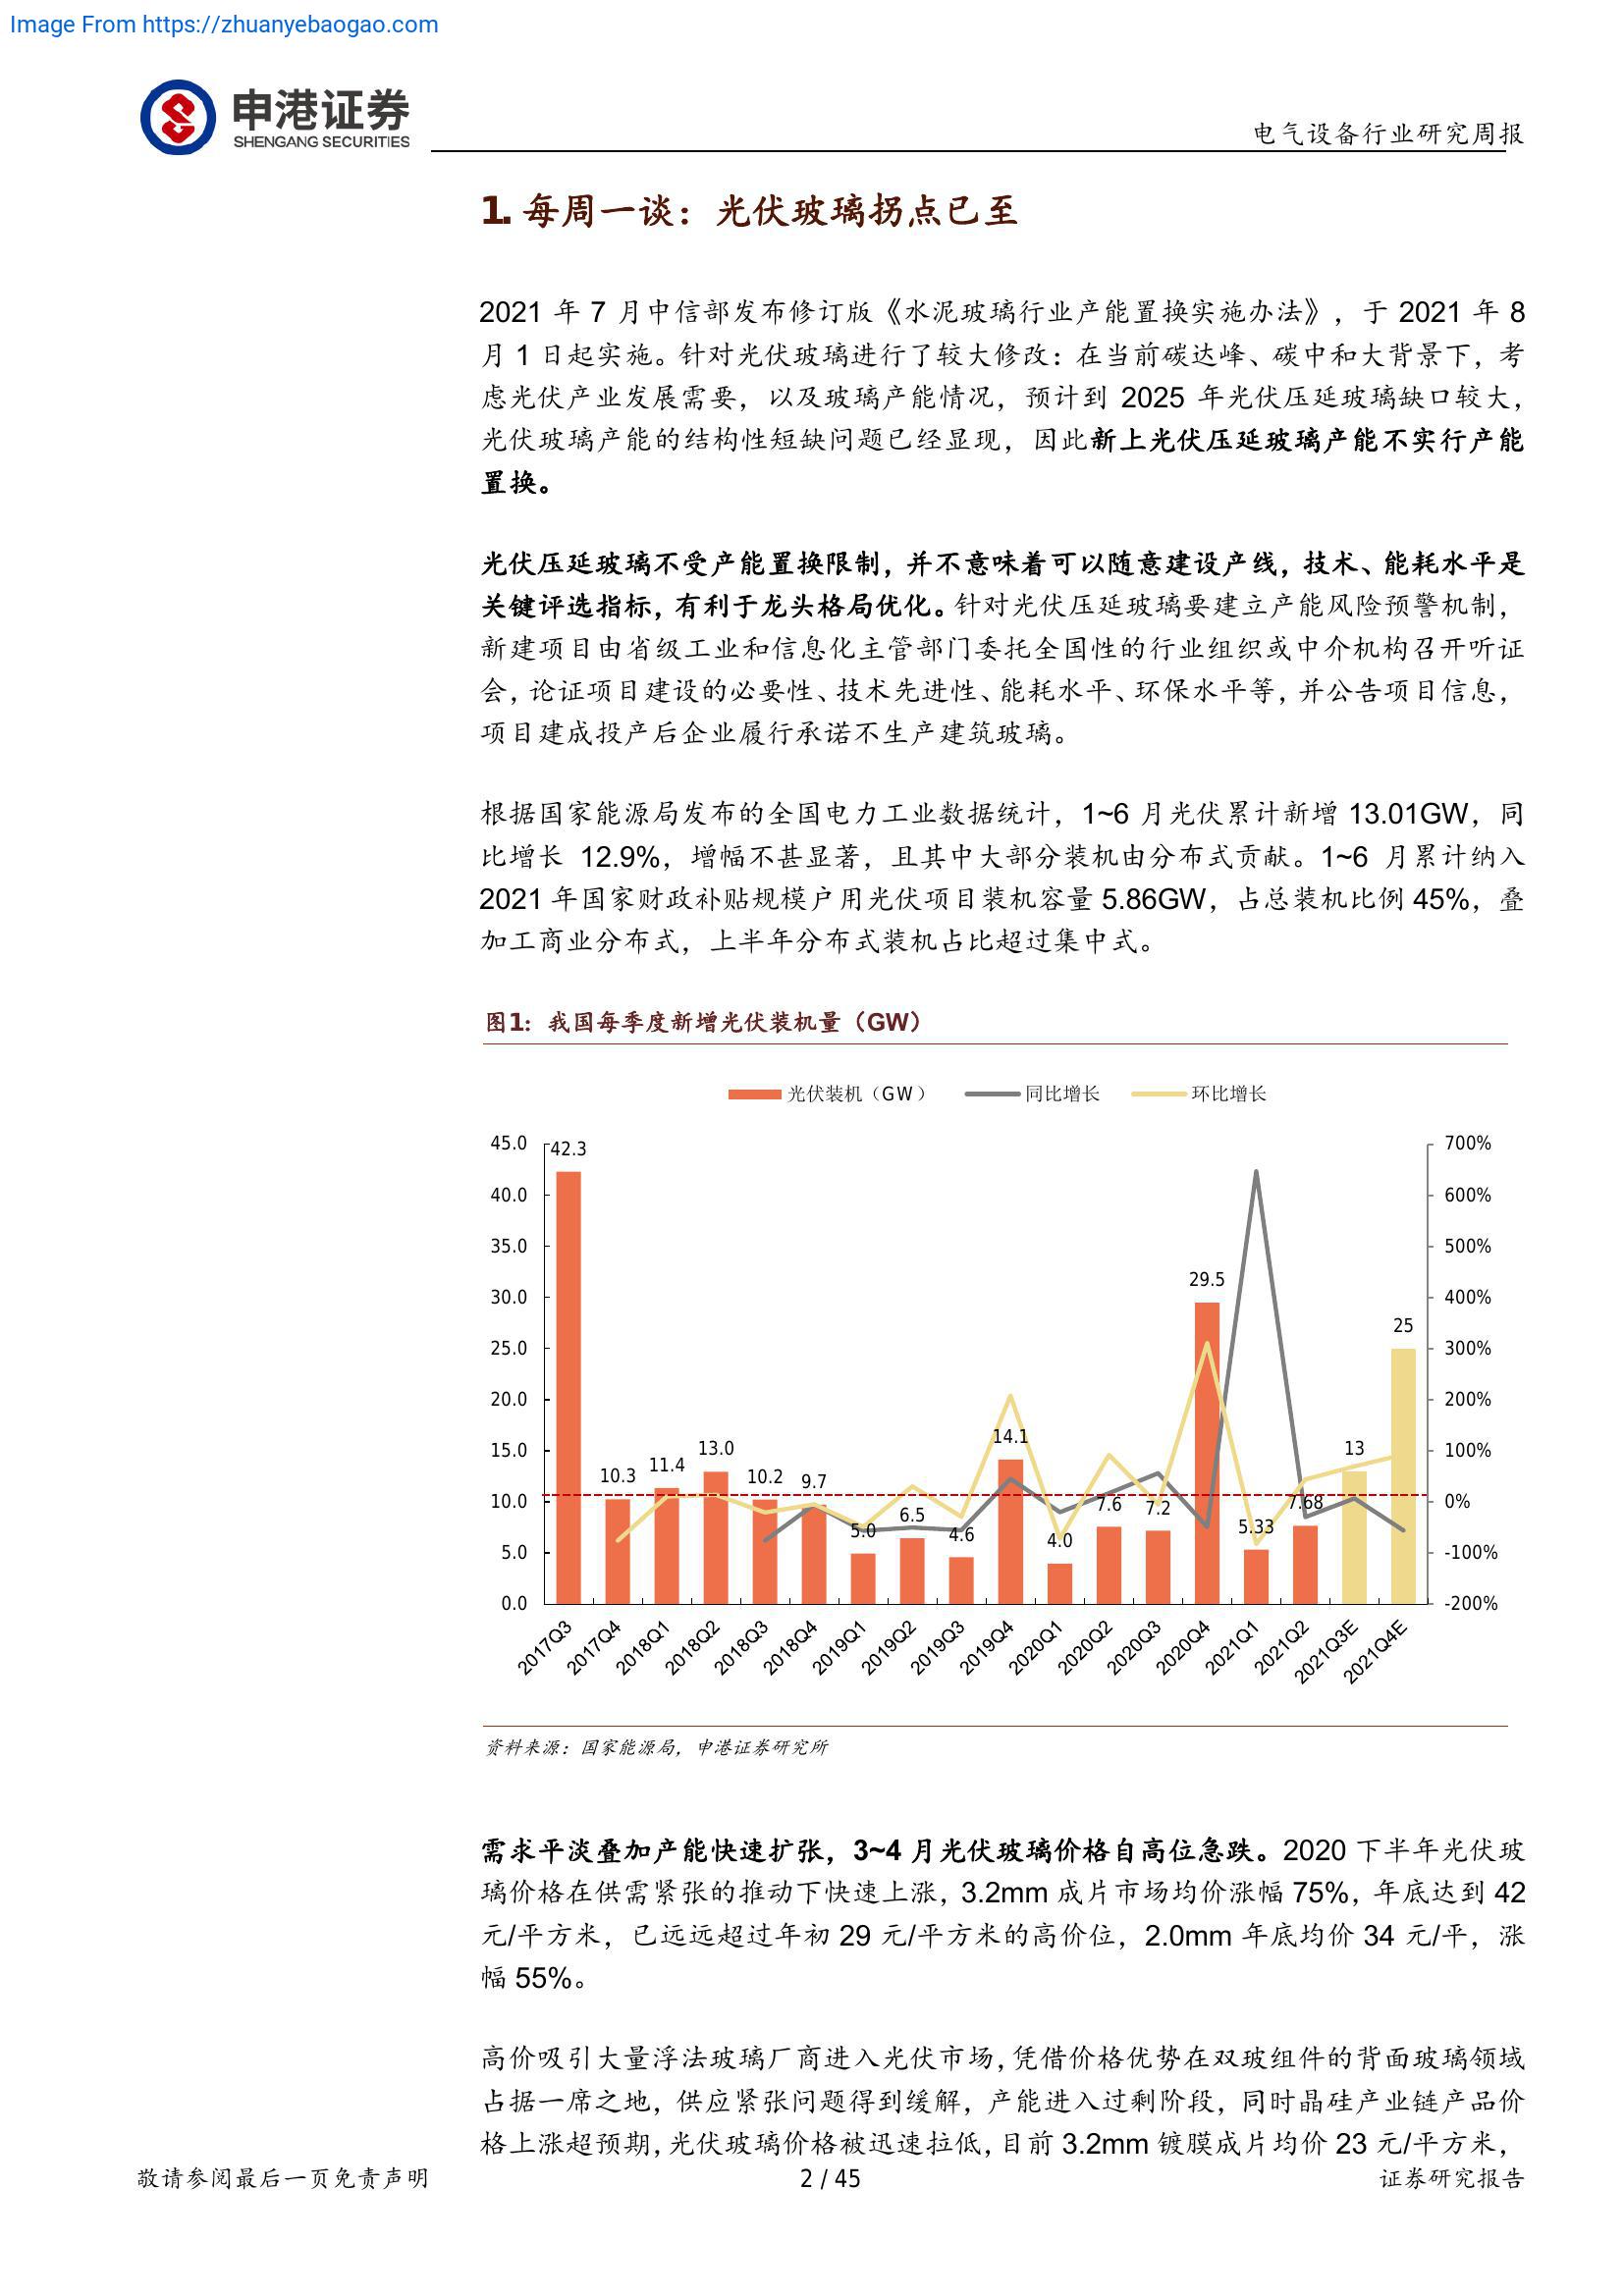 Image From https://zhuanyebaogao.com
申港证券
SHENGANG SECURITIES
电气设备行业研究周报
1. 每周一谈：光伏玻璃拐点已至
2021 年 7 月中信部发布修订版《水泥玻璃行业产能置换实施办法》，于 2021 年 8
月 1 日起实施。针对光伏玻璃进行了较大修改：在当前碳达峰、碳中和大背景下，考
虑光伏产业发展需要，以及玻璃产能情况，预计到 2025 年光伏压延玻璃缺口较大，
光伏玻璃产能的结构性短缺问题已经显现，因此新上光伏压延玻璃产能不实行产能
置换。
光伏压延玻璃不受产能置换限制，并不意味着可以随意建设产线，技术、能耗水平是
关键评选指标，有利于龙头格局优化。针对光伏压延玻璃要建立产能风险预警机制，
新建项目由省级工业和信息化主管部门委托全国性的行业组织或中介机构召开听证
会，论证项目建设的必要性、技术先进性、能耗水平、环保水平等，并公告项目信息，
项目建成投产后企业履行承诺不生产建筑玻璃。
根据国家能源局发布的全国电力工业数据统计，1~6 月光伏累计新增 13.01GW，同
比增长 12.9%，增幅不甚显著，且其中大部分装机由分布式贡献。1~6 月累计纳入
2021 年国家财政补贴规模户用光伏项目装机容量 5.86GW，占总装机比例 45%，叠
加工商业分布式，上半年分布式装机占比超过集中式。
图1：我国每季度新增光伏装机量（GW）
光伏装机（GW） 同比增长 环比增长
45.0 42.3 700%
40.0 600%
35.0 500%
29.5
30.0 400%
25
25.0 300%
20.0 200%
14.1
15.0 11.4 13.0 13 100%
10.3 10.2 9.7
10.0 6.5 7.6 7.2 7.68 0%
5.0 4.6 4.0 5.33
5.0 -100%
0.0 -200%
2017Q3 2017Q4 2018Q1 2018Q2 2018Q3 2018Q4 2019Q1 2019Q2 2019Q3 2019Q4 2020Q1 2020Q2 2020Q3 2020Q4 2021Q1 2021Q2 2021Q3E 2021Q4E
资料来源：国家能源局，申港证券研究所
需求平淡叠加产能快速扩张，3~4 月光伏玻璃价格自高位急跌。2020 下半年光伏玻
璃价格在供需紧张的推动下快速上涨，3.2mm 成片市场均价涨幅 75%，年底达到 42
元/平方米，已远远超过年初 29 元/平方米的高价位，2.0mm 年底均价 34 元/平，涨
幅 55%。
高价吸引大量浮法玻璃厂商进入光伏市场，凭借价格优势在双玻组件的背面玻璃领域
占据一席之地，供应紧张问题得到缓解，产能进入过剩阶段，同时晶硅产业链产品价
格上涨超预期，光伏玻璃价格被迅速拉低，目前 3.2mm 镀膜成片均价 23 元/平方米，
敬请参阅最后一页免责声明 2 / 45 证券研究报告